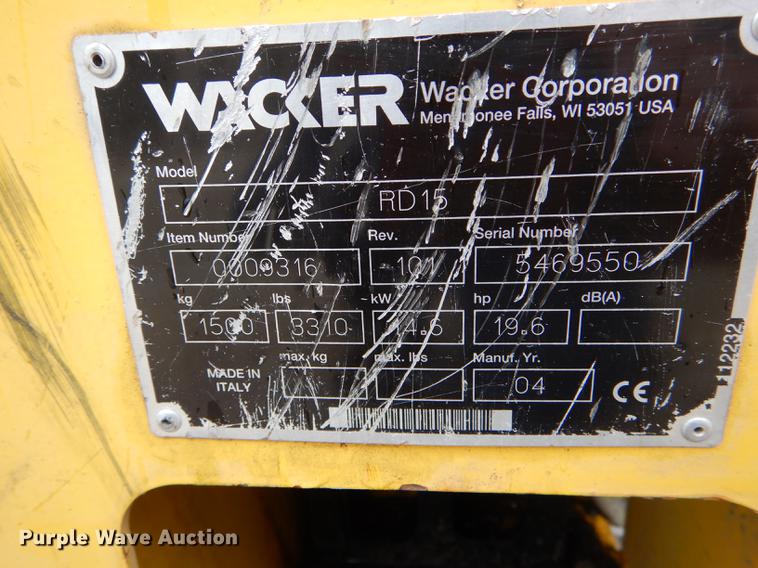 WACKER Wacker Corporation
Menomonee Falls, WI 53051 USA
Model
RD15
Item Number Rev. Serial Number
0009316 101 5469550
kg lbs kW hp dB(A)
1500 3310 14.6 19.6
max. kg max. lbs Manuf. Yr.
MADE IN
ITALY
04
CE
112232
Purple Wave Auction